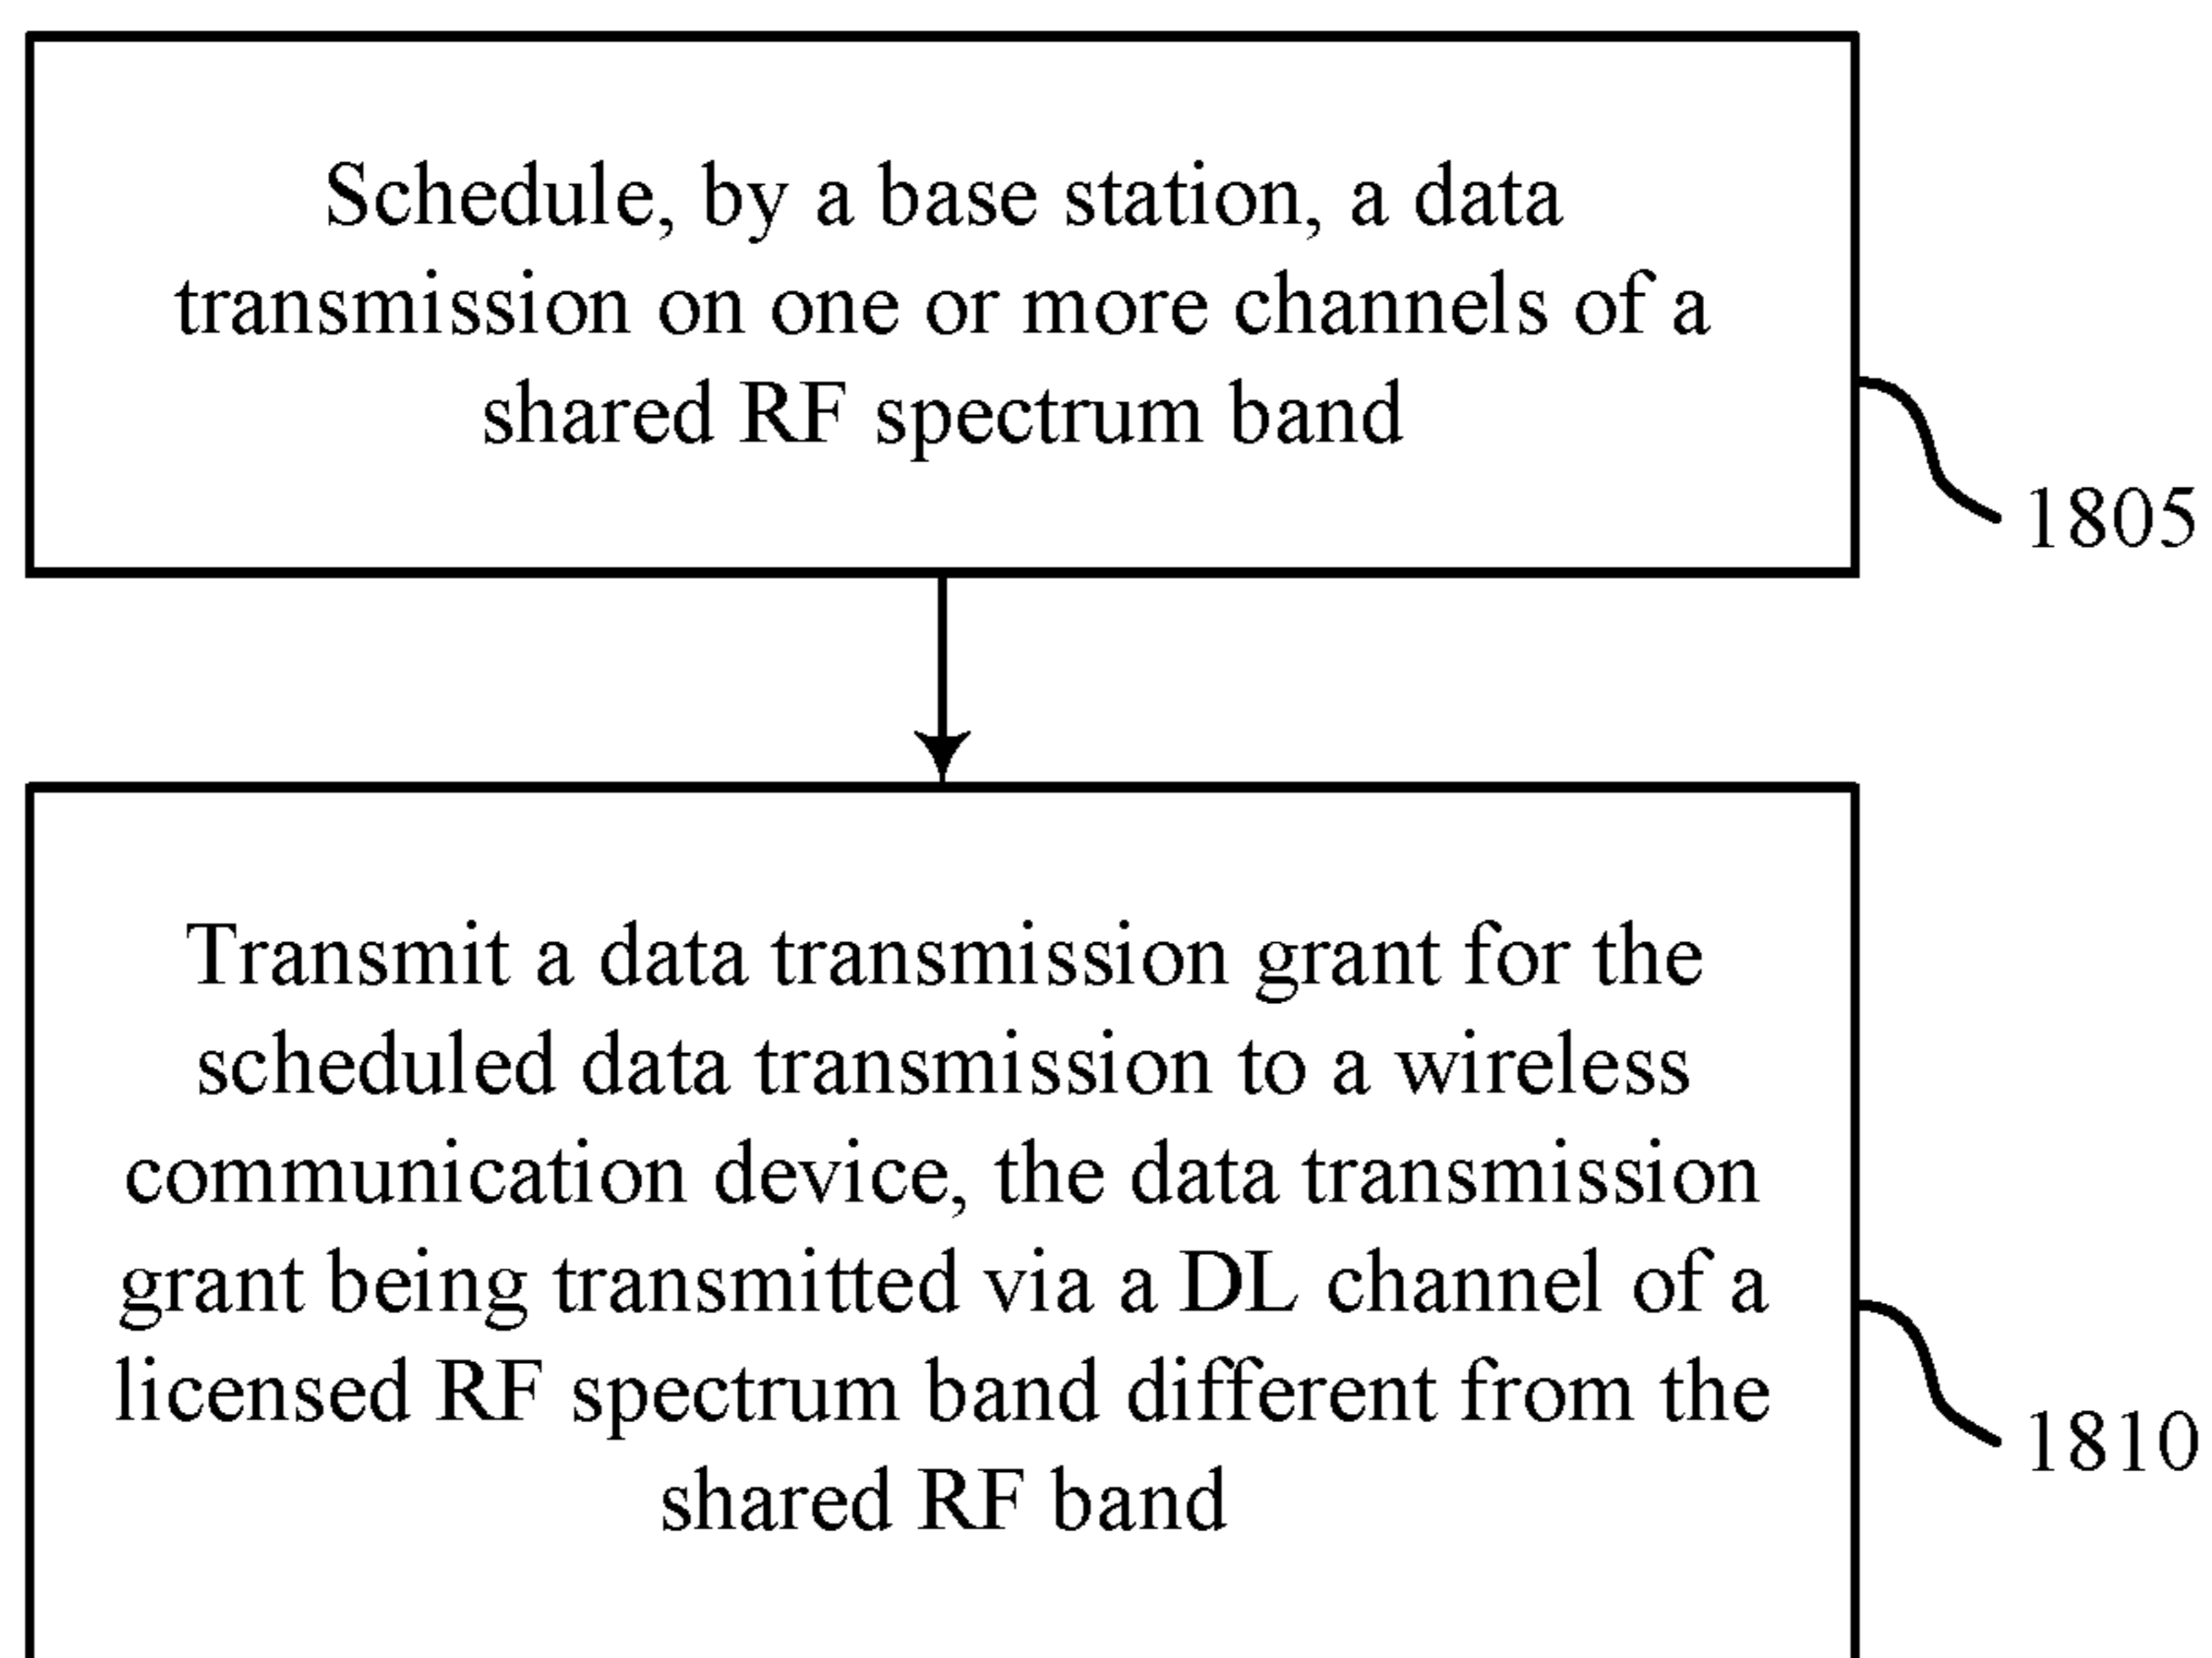 Schedule, by a base station, a data
transmission on one or more channels of a
shared RF spectrum band
1805
Transmit a data transmission grant for the
scheduled data transmission to a wireless
communication device, the data transmission
grant being transmitted via a DL channel of a
licensed RF spectrum band different from the
shared RF band
1810